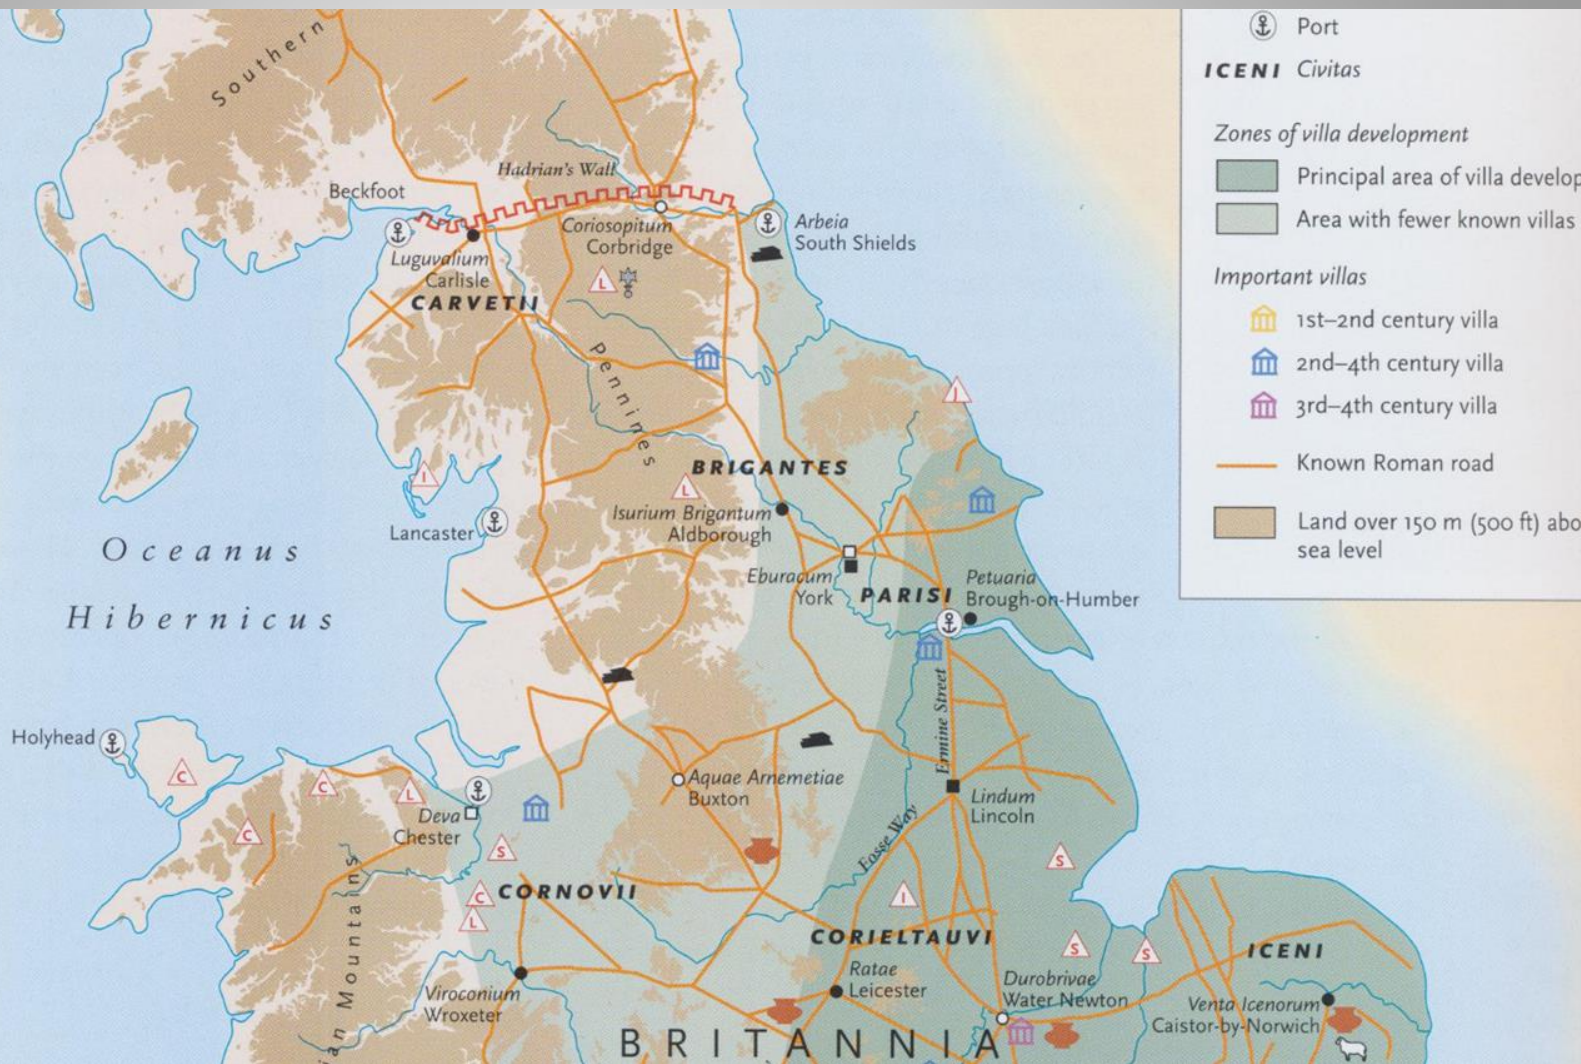 Southern
Hadrian's Wall
Beckfoot
Luguvalium
Carlisle
CARVETII
Coriosopitum
Corbridge
L
Arbeia
South Shields
Pennines
J
BRIGANTES
L
Isurium Brigantum
Aldborough
I
Lancaster
Eburacum
York
PARISI
Petuaria
Brough-on-Humber
Oceanus
Hibernicus
Ermine Street
Holyhead
C
C
L
C
Deva
Chester
S
C
L
CORNOVII
Aquae Arnemetiae
Buxton
Lindum
Lincoln
Fosse Way
S
I
CORIELTAUVI
S
S
ICENI
Ratae
Leicester
Durobrivae
Water Newton
Venta Icenorum
Caistor-by-Norwich
Viroconium
Wroxeter
ian Mountains
BRITANNIA
Port
ICENI Civitas
Zones of villa development
Principal area of villa develop
Area with fewer known villas
Important villas
1st–2nd century villa
2nd–4th century villa
3rd–4th century villa
Known Roman road
Land over 150 m (500 ft) abo
sea level